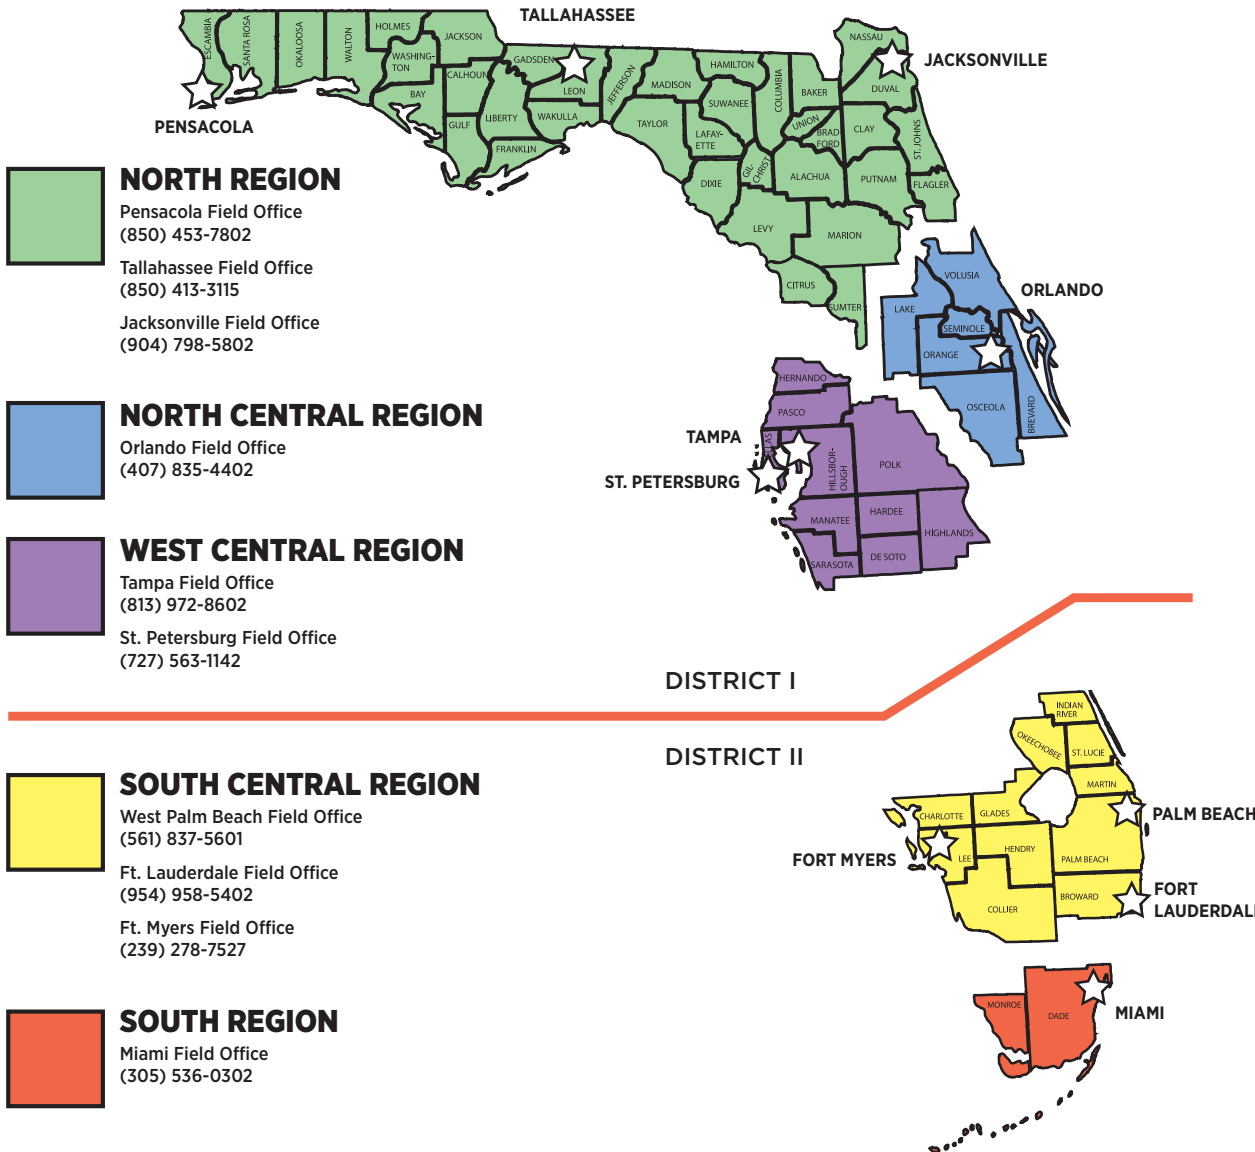 TALLAHASSEE
JACKSONVILLE
PENSACOLA
ESCAMBIA
SANTA ROSA
OKALOOSA
WALTON
HOLMES
WASHING-
TON
JACKSON
BAY
CALHOUN
GULF
GADSDEN
LIBERTY
FRANKLIN
LEON
WAKULLA
JEFFERSON
MADISON
TAYLOR
HAMILTON
SUWANEE
LAFAY-
ETTE
DIXIE
COLUMBIA
GIL-
CHRIST
BAKER
UNION
BRAD-
FORD
ALACHUA
LEVY
MARION
CITRUS
SUMTER
NASSAU
DUVAL
CLAY
ST. JOHNS
PUTNAM
FLAGLER
NORTH REGION
Pensacola Field Office
(850) 453-7802
Tallahassee Field Office
(850) 413-3115
Jacksonville Field Office
(904) 798-5802
ORLANDO
VOLUSIA
LAKE
SEMINOLE
ORANGE
OSCEOLA
BREVARD
NORTH CENTRAL REGION
Orlando Field Office
(407) 835-4402
TAMPA
ST. PETERSBURG
HERNANDO
PASCO
HILLSBOR-
OUGH
POLK
MANATEE
HARDEE
HIGHLANDS
SARASOTA
DE SOTO
WEST CENTRAL REGION
Tampa Field Office
(813) 972-8602
St. Petersburg Field Office
(727) 563-1142
DISTRICT I
DISTRICT II
SOUTH CENTRAL REGION
West Palm Beach Field Office
(561) 837-5601
Ft. Lauderdale Field Office
(954) 958-5402
Ft. Myers Field Office
(239) 278-7527
INDIAN
RIVER
OKEECHOBEE
ST. LUCIE
MARTIN
CHARLOTTE
GLADES
LEE
HENDRY
PALM BEACH
COLLIER
BROWARD
PALM BEACH
FORT MYERS
FORT
LAUDERDALE
SOUTH REGION
Miami Field Office
(305) 536-0302
MONROE
DADE
MIAMI